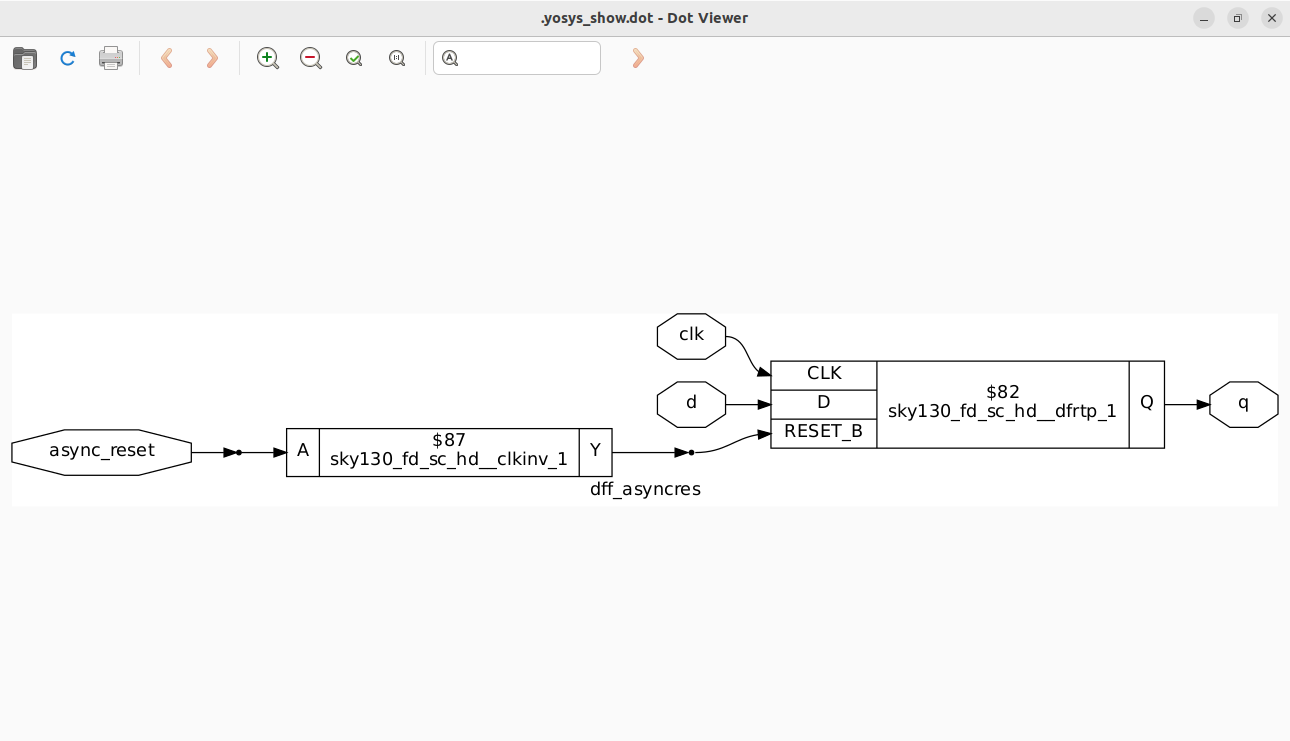 .yosys_show.dot - Dot Viewer
clk
CLK
d
D
$82
sky130_fd_sc_hd__dfrtp_1
Q
q
RESET_B
async_reset
A
$87
sky130_fd_sc_hd__clkinv_1
Y
dff_asyncres